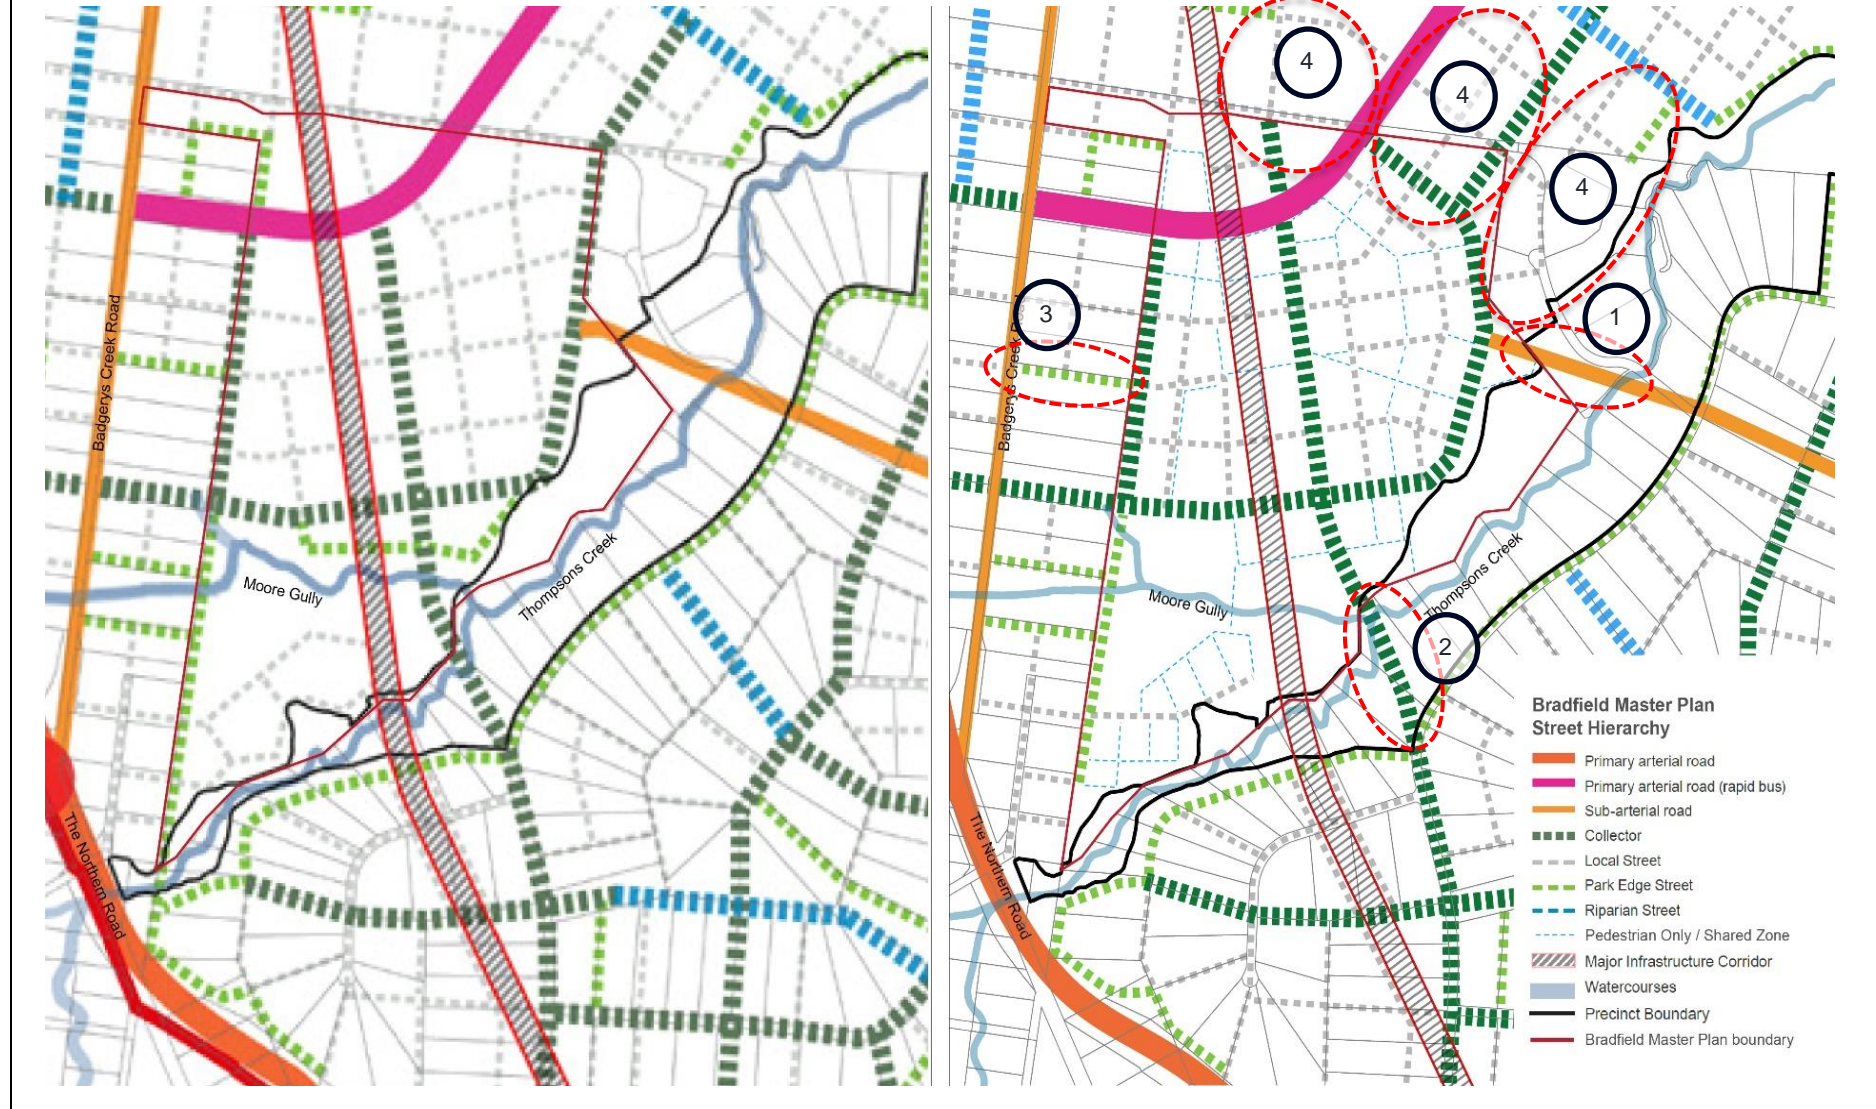 Badgerys Creek Road
Moore Gully
Thompsons Creek
The Northern Road
4
4
4
3
1
Badgerys Creek R
Moore Gully
Thompsons Creek
2
The Northern Road
Bradfield Master Plan
Street Hierarchy
Primary arterial road
Primary arterial road (rapid bus)
Sub-arterial road
Collector
Local Street
Park Edge Street
Riparian Street
Pedestrian Only / Shared Zone
Major Infrastructure Corridor
Watercourses
Precinct Boundary
Bradfield Master Plan boundary